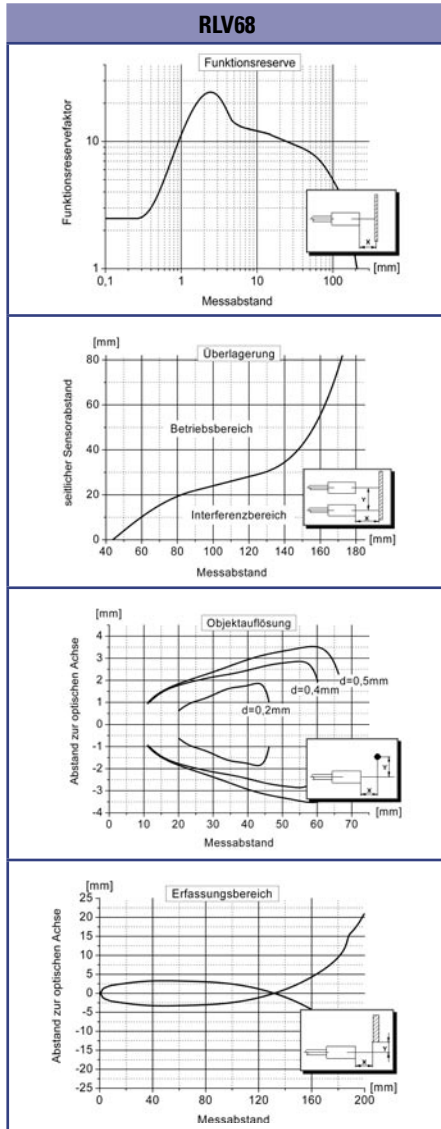 RLV68
Funktionsreserve
Funktionsreservefaktor
10
1
0,1 1 10 100
[mm]
Messabstand
X
[mm]
Überlagerung
seitlicher Sensorabstand
80
60
40
20
0
Betriebsbereich
Interferenzbereich
40 60 80 100 120 140 160 180
[mm]
Messabstand
Y
X
[mm]
Objektauflösung
Abstand zur optischen Achse
4
3
2
1
0
-1
-2
-3
-4
d=0,5mm
d=0,4mm
d=0,2mm
0 10 20 30 40 50 60 70
[mm]
Messabstand
Y
X
[mm]
Erfassungsbereich
Abstand zur optischen Achse
25
20
15
10
5
0
-5
-10
-15
-20
-25
0 40 80 120 160 200
[mm]
Messabstand
Y
X